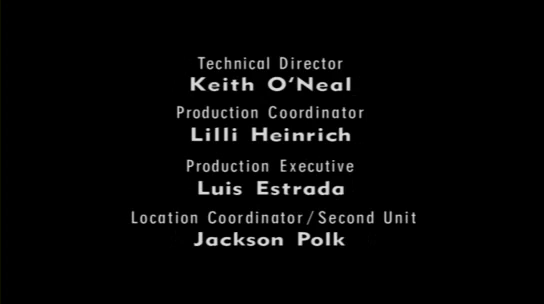 Technical Director
Keith O'Neal
Production Coordinator
Lilli Heinrich
Production Executive
Luis Estrada
Location Coordinator/Second Unit
Jackson Polk